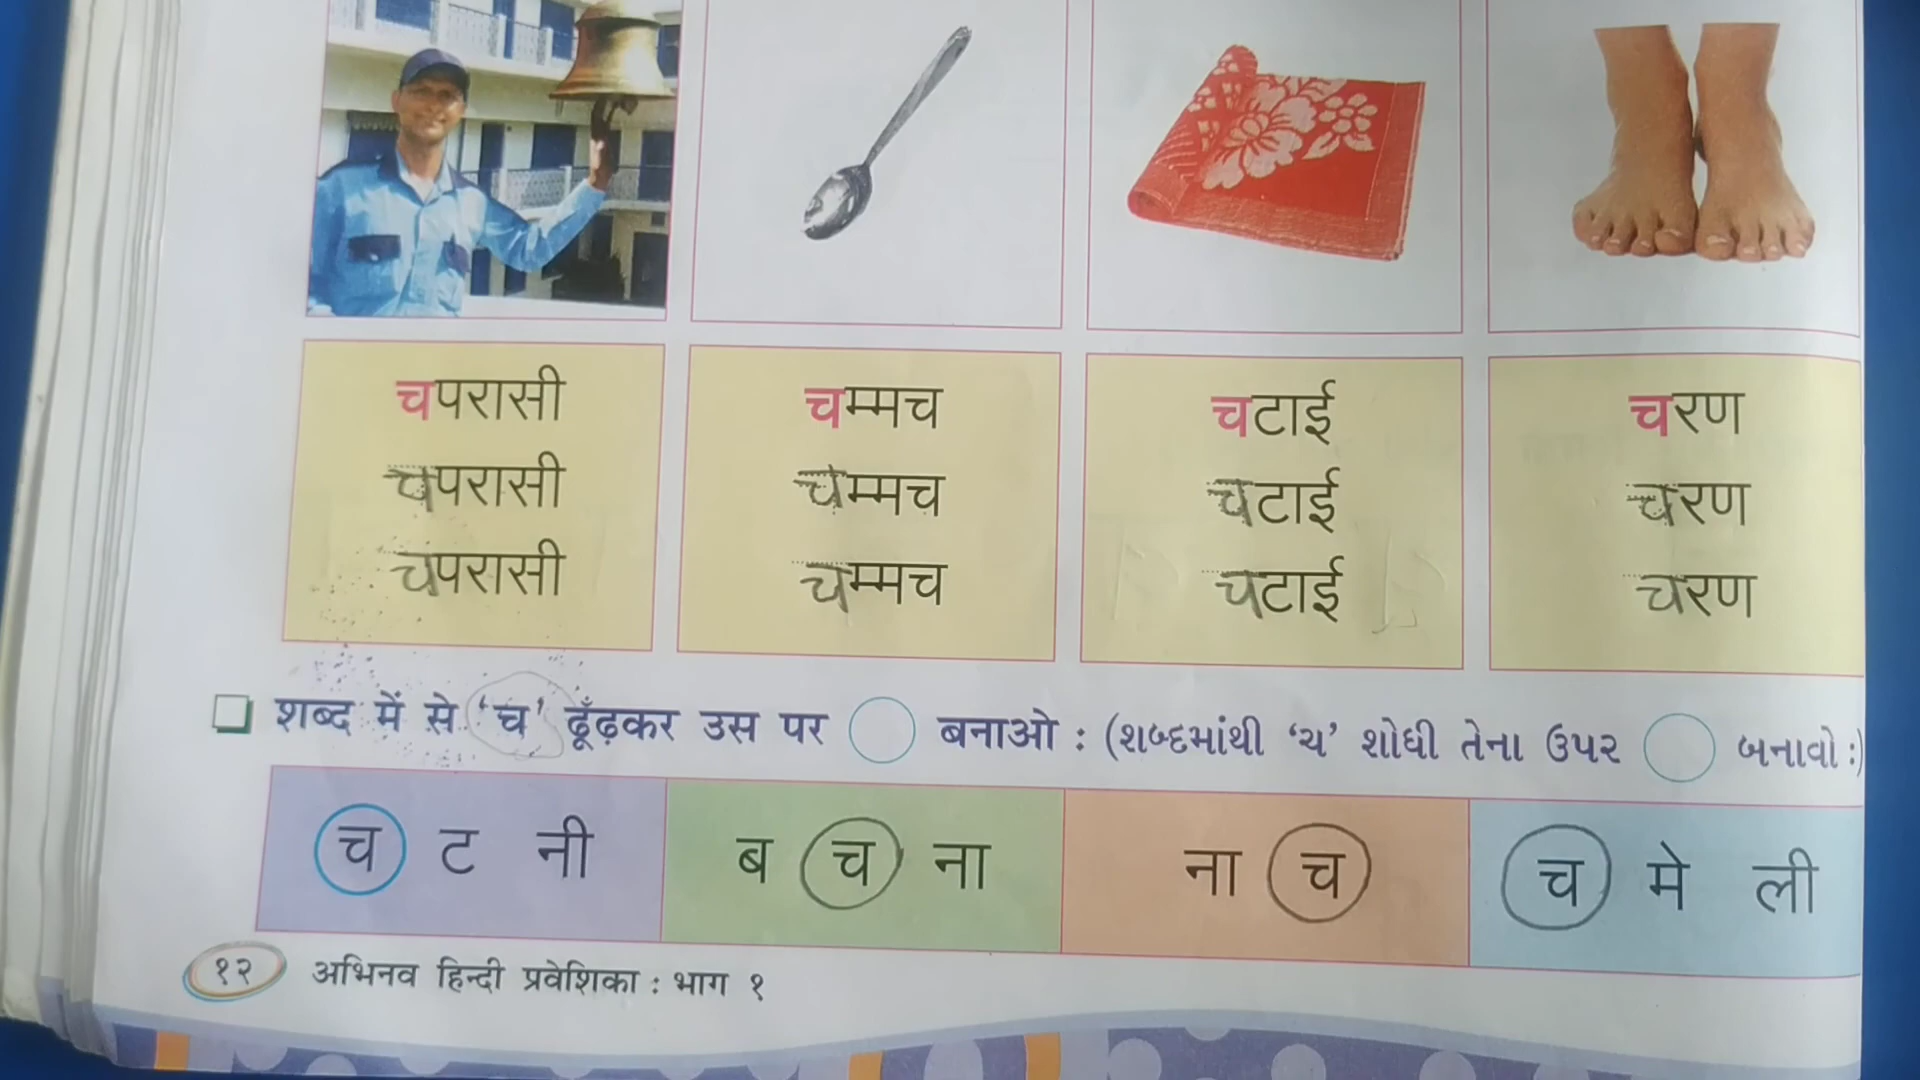 चपरासी चम्मच चटाई चरण
चपरासी चम्मच चटाई चरण
चपरासी चम्मच चटाई चरण
शब्द में से ‘च’ ढूँढ़कर उस पर बनाओ : (શબ્દમાંથી ‘ચ’ શોધી તેના ઉપર બનાવો :)
च ट नी ब च ना ना च च मे ली
१२ अभिनव हिन्दी प्रवेशिका : भाग १